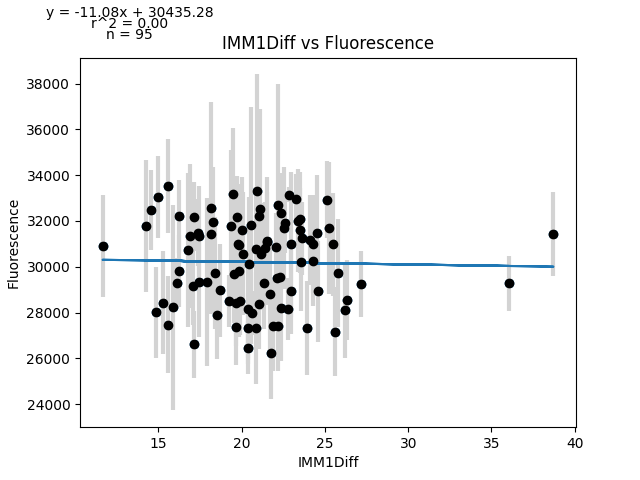 y = -11.08x + 30435.28
r^2 = 0.00
n = 95
IMM1Diff vs Fluorescence
38000
36000
34000
32000
30000
28000
26000
24000
Fluorescence
15
20
25
30
35
40
IMM1Diff